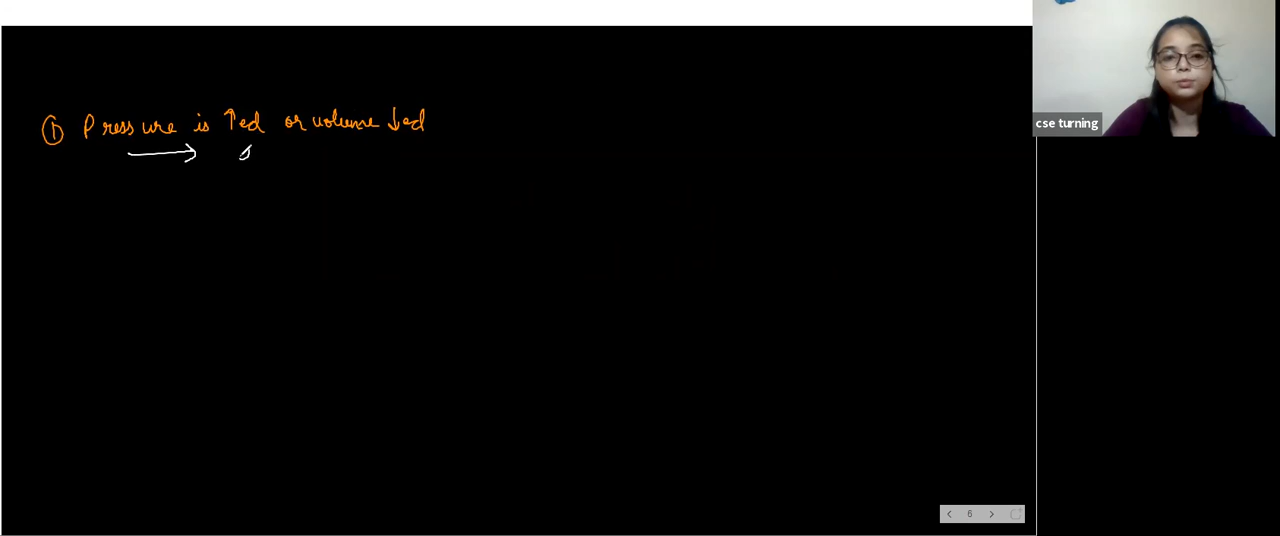 ① Pressure is ↑ed or volume ↓ed
→
cse turning
6